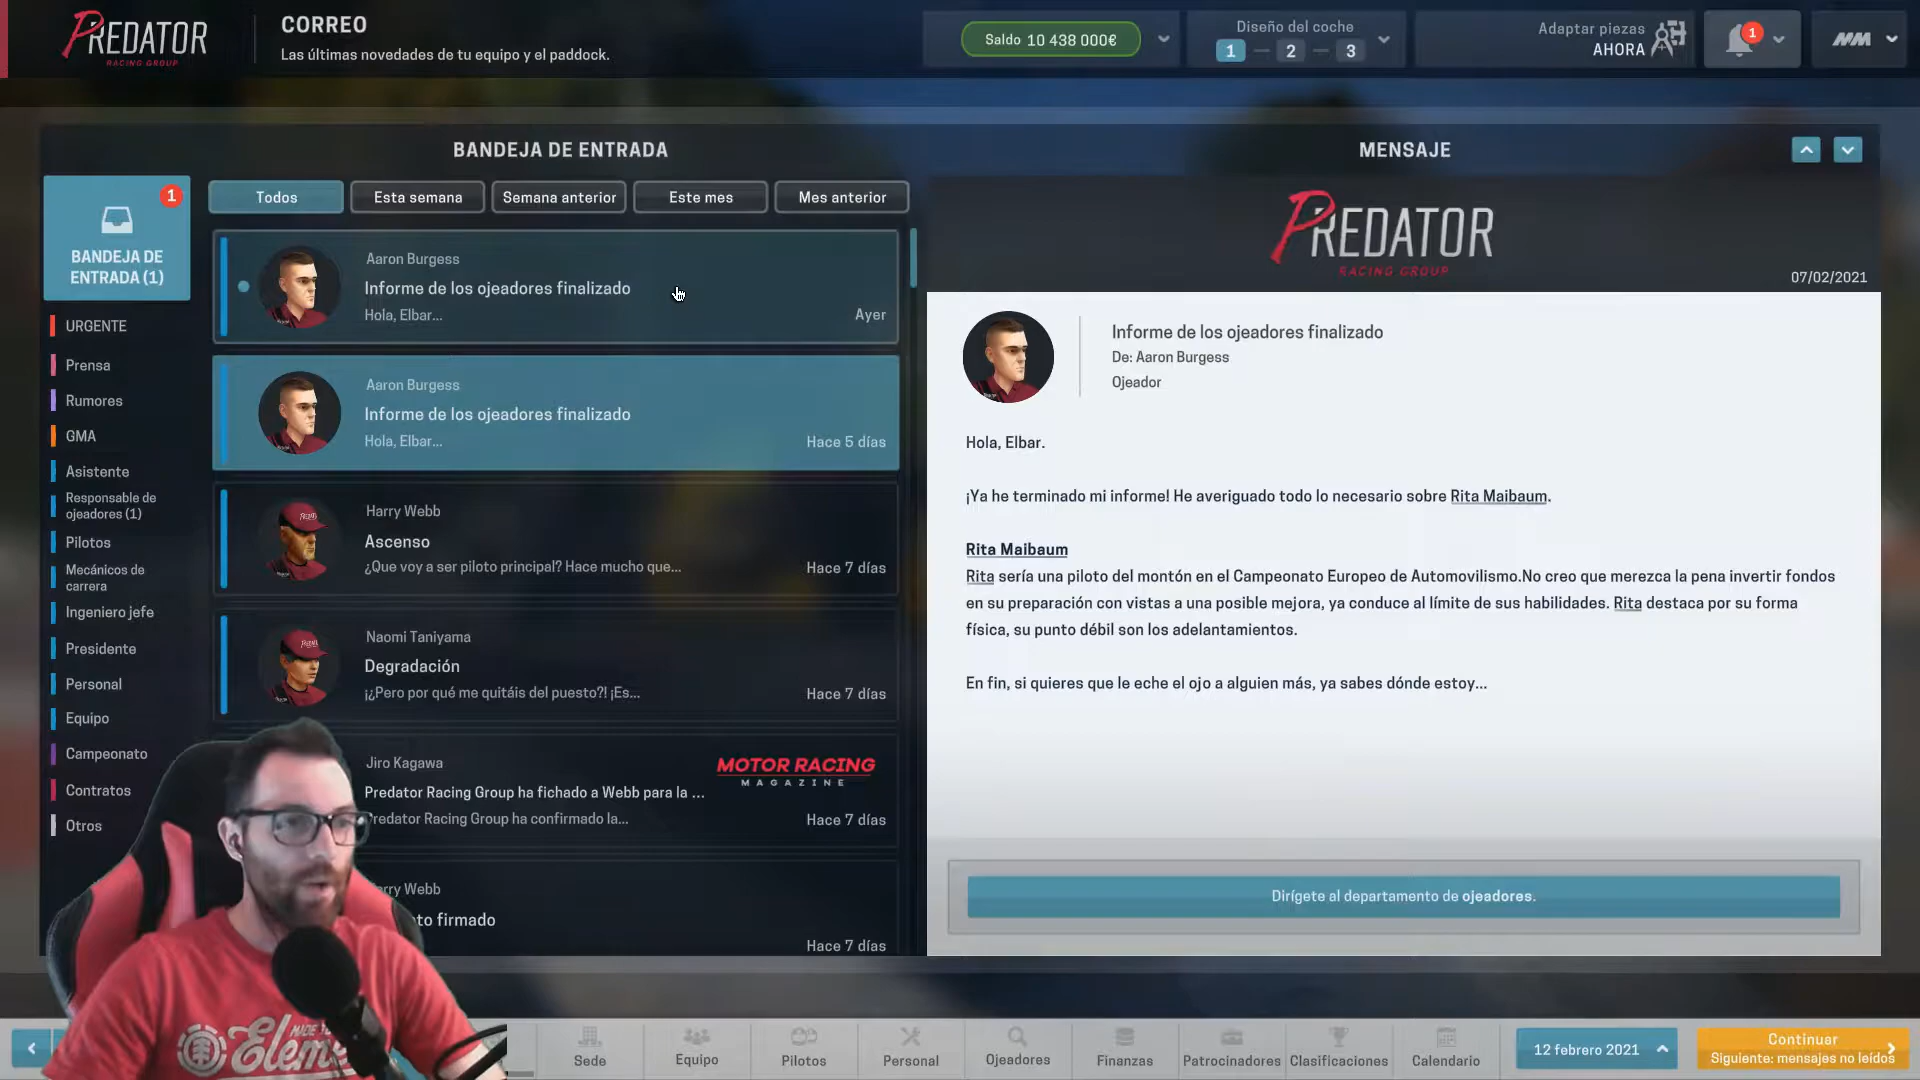 PREDATOR
RACING GROUP
CORREO
Las últimas novedades de tu equipo y el paddock.
Saldo 10 438 000€
Diseño del coche
1 — 2 — 3
Adaptar piezas
AHORA
1
BANDEJA DE ENTRADA
1
BANDEJA DE
ENTRADA (1)
URGENTE
Prensa
Rumores
GMA
Asistente
Responsable de
ojeadores (1)
Pilotos
Mecánicos de
carrera
Ingeniero jefe
Presidente
Personal
Equipo
Campeonato
Contratos
Otros
Todos
Esta semana
Semana anterior
Este mes
Mes anterior
Aaron Burgess
Informe de los ojeadores finalizado
Hola, Elbar...
Ayer
Aaron Burgess
Informe de los ojeadores finalizado
Hola, Elbar...
Hace 5 días
Harry Webb
Ascenso
¿Que voy a ser piloto principal? Hace mucho que...
Hace 7 días
Naomi Taniyama
Degradación
¡¿Pero por qué me quitáis del puesto?! ¡Es...
Hace 7 días
Jiro Kagawa
Predator Racing Group ha fichado a Webb para la ...
Predator Racing Group ha confirmado la...
MOTOR RACING
MAGAZINE
Hace 7 días
Webb
firmado
Hace 7 días
MENSAJE
PREDATOR
RACING GROUP
07/02/2021
Informe de los ojeadores finalizado
De: Aaron Burgess
Ojeador
Hola, Elbar.
¡Ya he terminado mi informe! He averiguado todo lo necesario sobre Rita Maibaum.
Rita Maibaum
Rita sería una piloto del montón en el Campeonato Europeo de Automovilismo.No creo que merezca la pena invertir fondos
en su preparación con vistas a una posible mejora, ya conduce al límite de sus habilidades. Rita destaca por su forma
física, su punto débil son los adelantamientos.
En fin, si quieres que le eche el ojo a alguien más, ya sabes dónde estoy...
Dirígete al departamento de ojeadores.
Sede
Equipo
Pilotos
Personal
Ojeadores
Finanzas
Patrocinadores
Clasificaciones
Calendario
12 febrero 2021
Continuar
Siguiente: mensajes no leídos